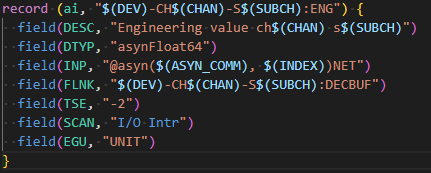 record (ai, "$(DEV)-CH$(CHAN)-S$(SUBCH):ENG") {
field(DESC, "Engineering value ch$(CHAN) s$(SUBCH)")
field(DTYP, "asynFloat64")
field(INP, "@asyn($(ASYN_COMM), $(INDEX))NET")
field(FLNK, "$(DEV)-CH$(CHAN)-S$(SUBCH):DECBUF")
field(TSE, "-2")
field(SCAN, "I/O Intr")
field(EGU, "UNIT")
}